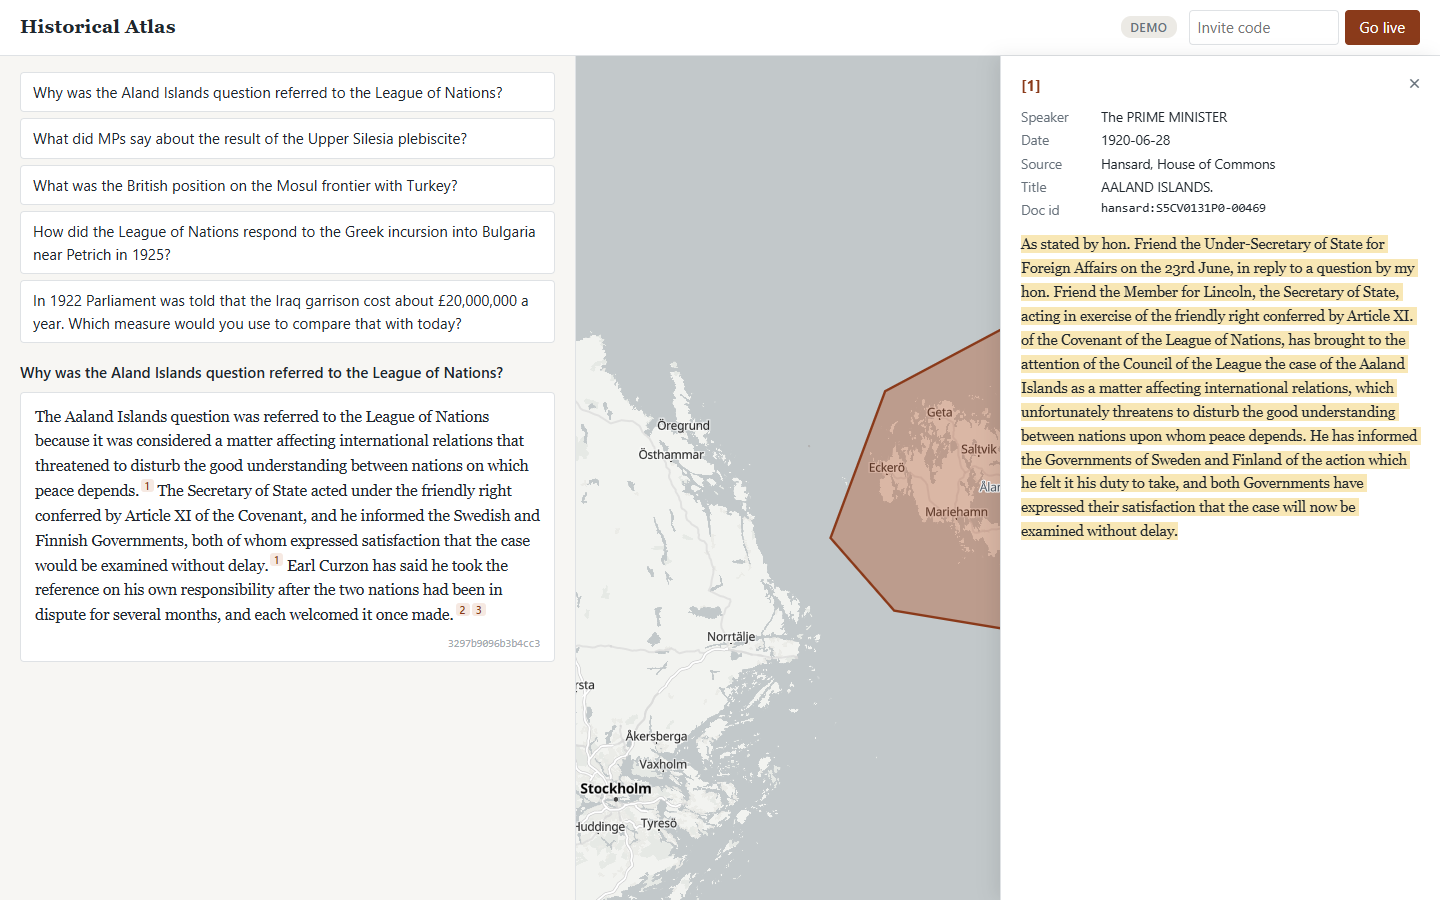 Historical Atlas
DEMO
Invite code
Go live
Why was the Aland Islands question referred to the League of Nations?
What did MPs say about the result of the Upper Silesia plebiscite?
What was the British position on the Mosul frontier with Turkey?
How did the League of Nations respond to the Greek incursion into Bulgaria
near Petrich in 1925?
In 1922 Parliament was told that the Iraq garrison cost about £20,000,000 a
year. Which measure would you use to compare that with today?
Why was the Aland Islands question referred to the League of Nations?
The Aaland Islands question was referred to the League of Nations
because it was considered a matter affecting international relations that
threatened to disturb the good understanding between nations on which
peace depends. 1 The Secretary of State acted under the friendly right
conferred by Article XI of the Covenant, and he informed the Swedish and
Finnish Governments, both of whom expressed satisfaction that the case
would be examined without delay. 1 Earl Curzon has said he took the
reference on his own responsibility after the two nations had been in
dispute for several months, and each welcomed it once made. 2 3
3297b9096b3b4cc3
Öregrund
Östhammar
Geta
Saltvik
Eckerö
Ålan
Mariehamn
Norrtälje
rsta
Åkersberga
Vaxholm
Stockholm
Huddinge
Tyresö
[1]
×
Speaker The PRIME MINISTER
Date 1920-06-28
Source Hansard, House of Commons
Title AALAND ISLANDS.
Doc id hansard:S5CV0131P0-00469
As stated by hon. Friend the Under-Secretary of State for
Foreign Affairs on the 23rd June, in reply to a question by my
hon. Friend the Member for Lincoln, the Secretary of State,
acting in exercise of the friendly right conferred by Article XI.
of the Covenant of the League of Nations, has brought to the
attention of the Council of the League the case of the Aaland
Islands as a matter affecting international relations, which
unfortunately threatens to disturb the good understanding
between nations upon whom peace depends. He has informed
the Governments of Sweden and Finland of the action which
he felt it his duty to take, and both Governments have
expressed their satisfaction that the case will now be
examined without delay.